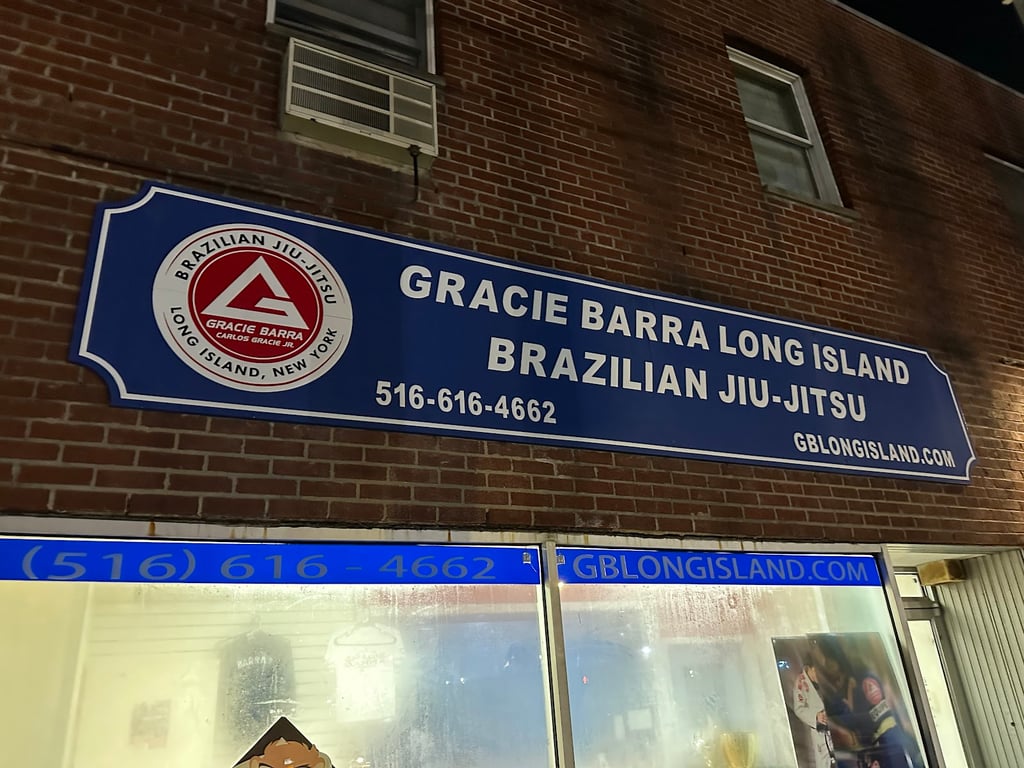 BRAZILIAN JIU-JITSU
GRACIE BARRA
CARLOS GRACIE JR.
LONG ISLAND, NEW YORK
GRACIE BARRA LONG ISLAND
BRAZILIAN JIU-JITSU
516-616-4662
GBLONGISLAND.COM
(516) 616 - 4662
GBLONGISLAND.COM
BARRA